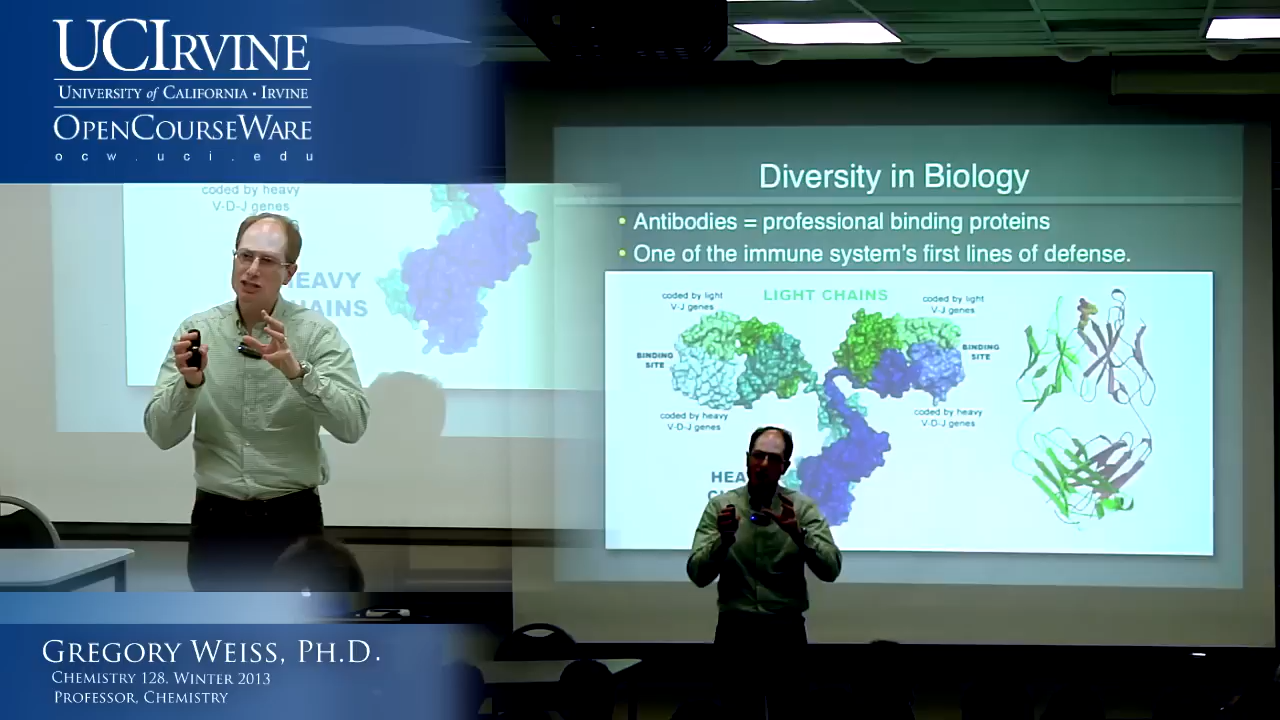 UCIRVINE
UNIVERSITY of CALIFORNIA • IRVINE
OPENCOURSEWARE
ocw.uci.edu
coded by heavy
V-D-J genes
HEAVY
CHAINS
GREGORY WEISS, PH.D.
CHEMISTRY 128. WINTER 2013
PROFESSOR, CHEMISTRY
Diversity in Biology
• Antibodies = professional binding proteins
• One of the immune system's first lines of defense.
coded by light
V-J genes
LIGHT CHAINS
coded by light
V-J genes
BINDING
SITE
BINDING
SITE
coded by heavy
V-D-J genes
coded by heavy
V-D-J genes
HEA
C